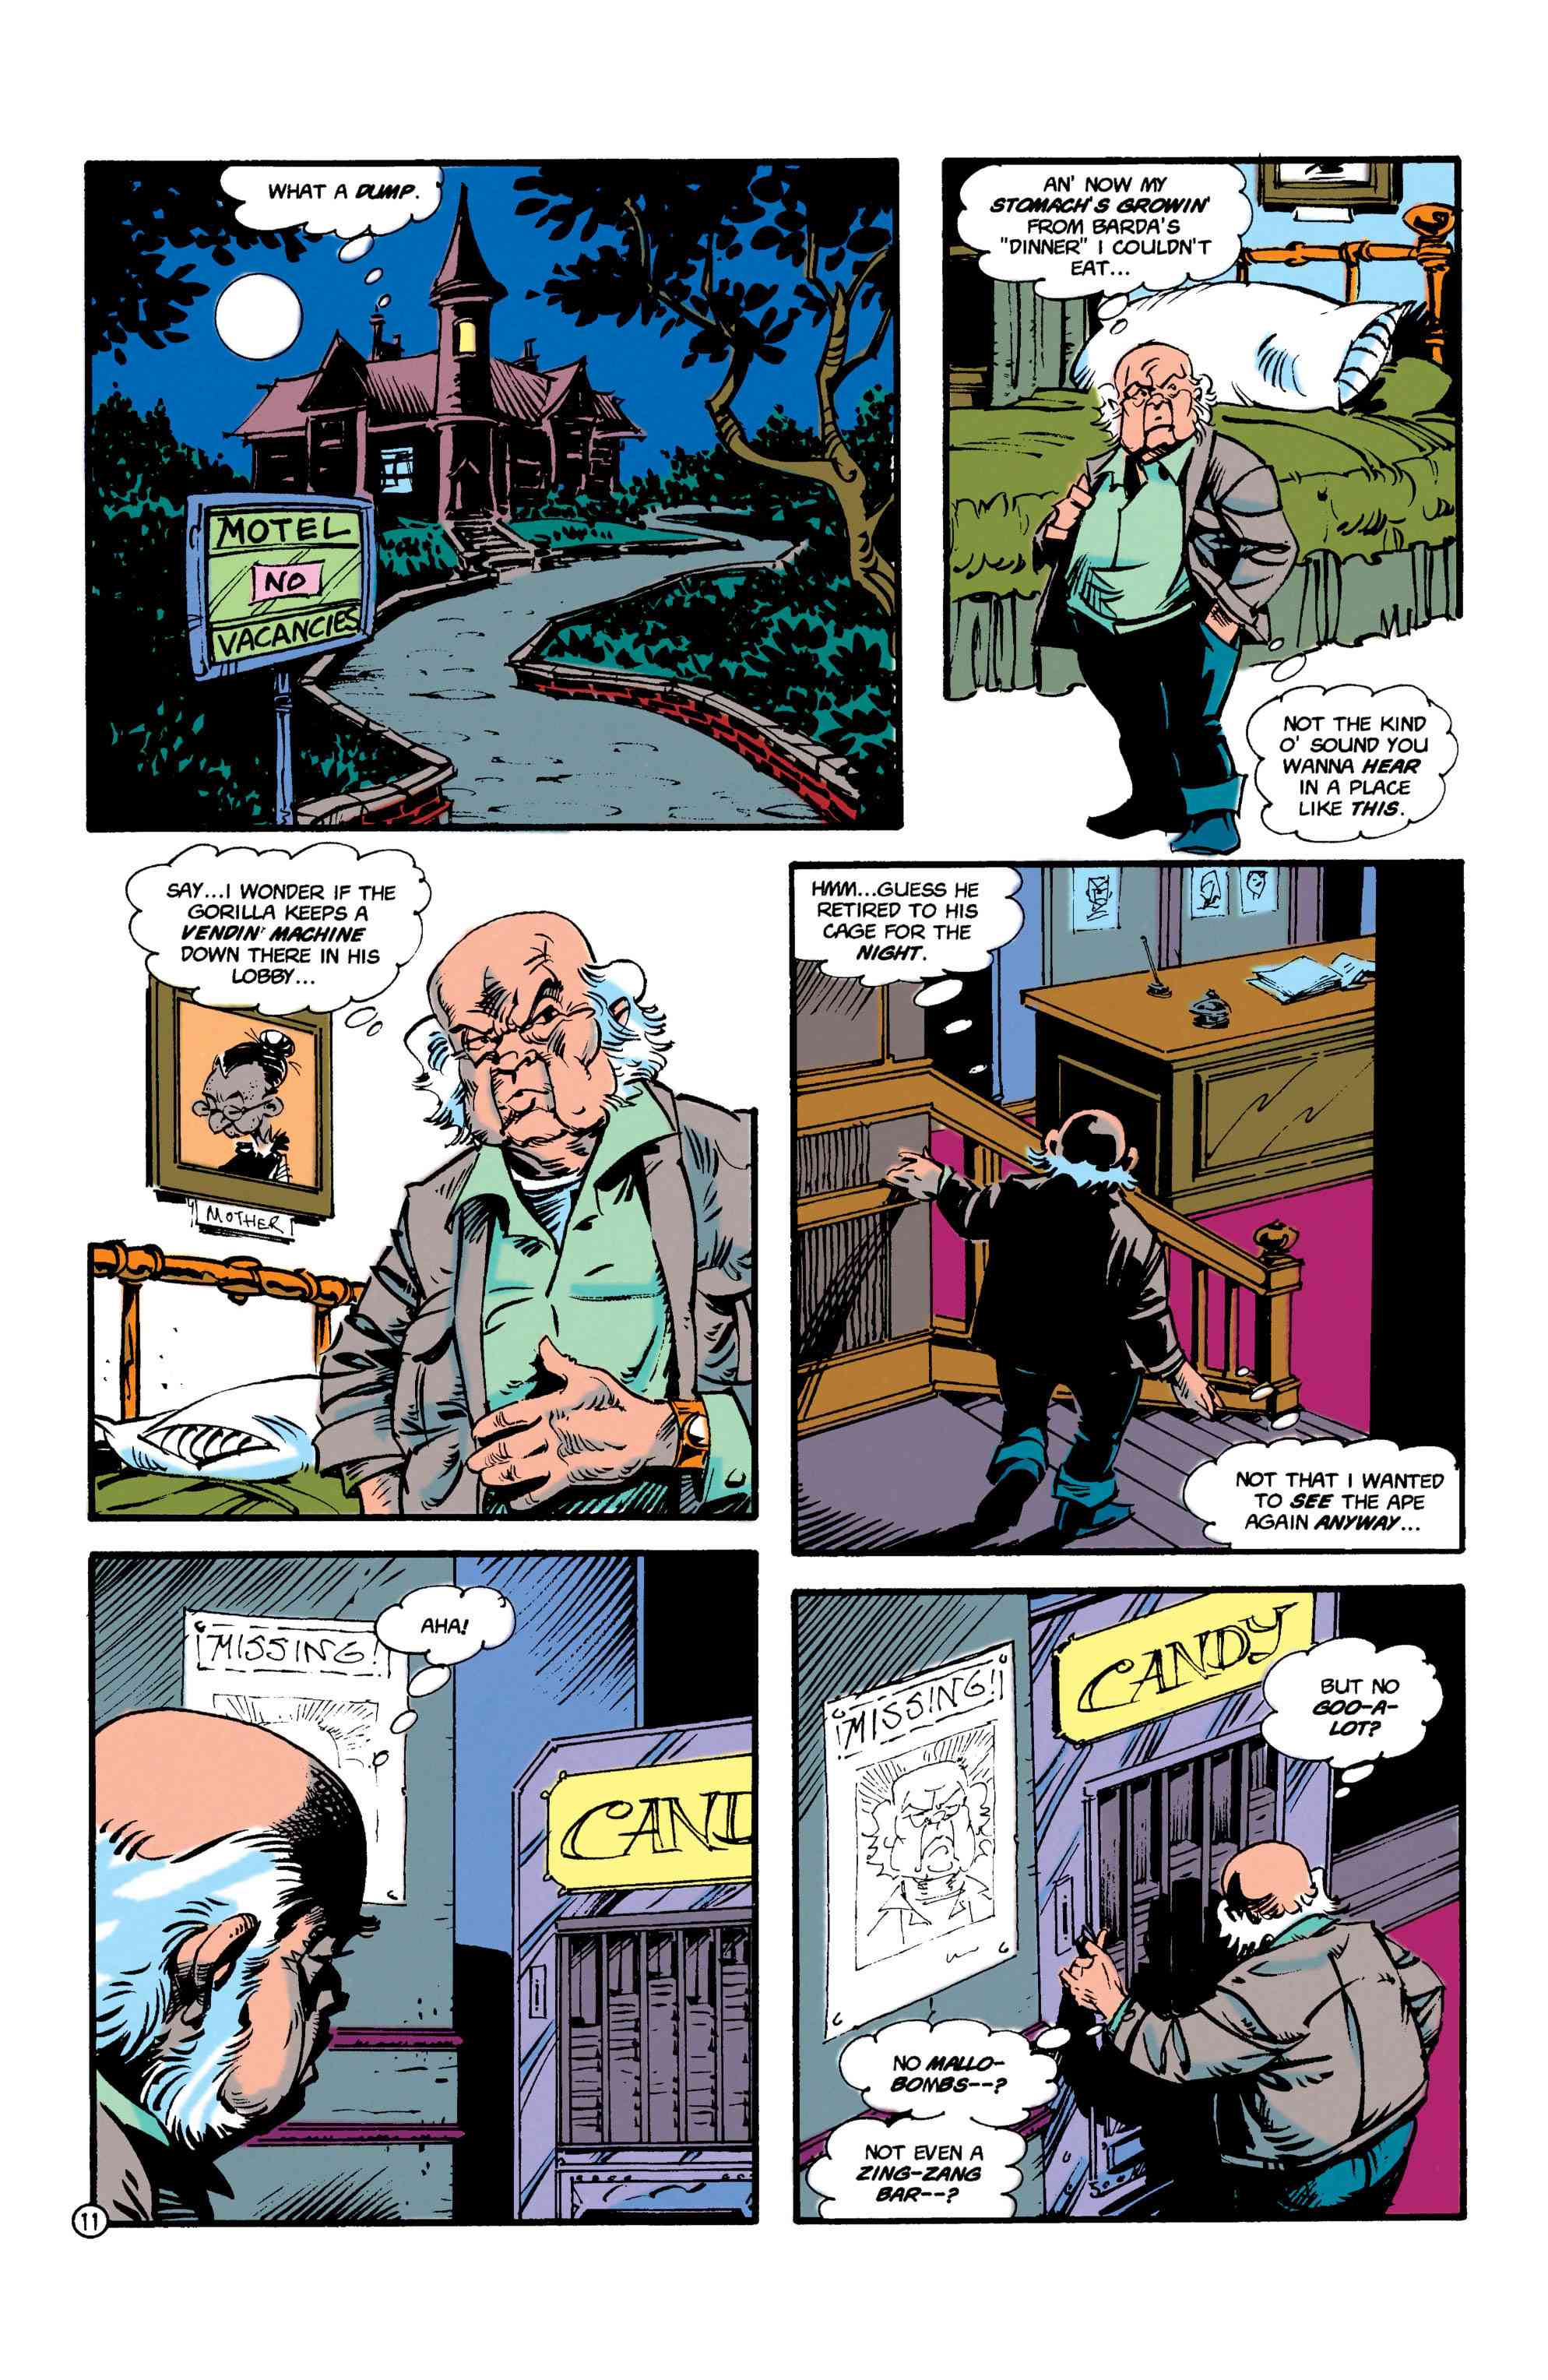 WHAT A DUMP.
MOTEL
NO
VACANCIES
AN' NOW MY
STOMACH'S GROWIN'
FROM BARDA'S
"DINNER" I COULDN'T
EAT...
NOT THE KIND
O' SOUND YOU
WANNA HEAR
IN A PLACE
LIKE THIS.
SAY...I WONDER IF THE
GORILLA KEEPS A
VENDIN' MACHINE
DOWN THERE IN HIS
LOBBY...
MOTHER
HMM...GUESS HE
RETIRED TO HIS
CAGE FOR THE
NIGHT.
NOT THAT I WANTED
TO SEE THE APE
AGAIN ANYWAY...
MISSING!
AHA!
CAND
MISSING!
CANDY
BUT NO
GOO-A-
LOT?
NO MALLO-
BOMBS--?
NOT EVEN A
ZING-ZANG
BAR--?
11